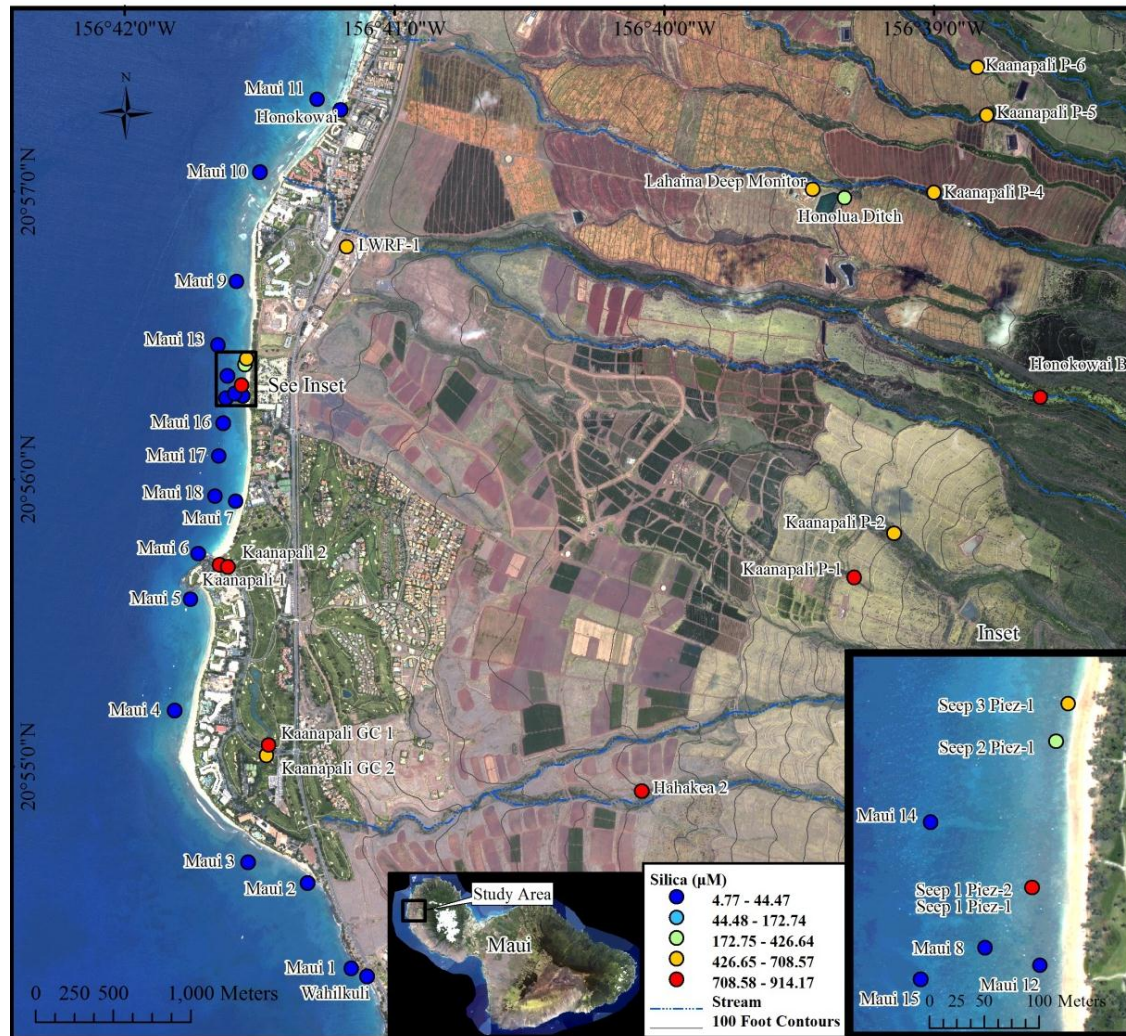 156°42'0"W
156°41'0"W
156°40'0"W
156°39'0"W
N
Kaanapali P-6
Maui 11
Honokowai
Kaanapali P-5
20°57'0"N
Maui 10
Lahaina Deep Monitor
Kaanapali P-4
Honolua Ditch
LWRF-1
Maui 9
Maui 13
See Inset
Honokowai B
Maui 16
Maui 17
20°56'0"N
Maui 18
Maui 7
Kaanapali P-2
Maui 6
Kaanapali 2
Kaanapali 1
Kaanapali P-1
Maui 5
Inset
Maui 4
Kaanapali GC 1
Kaanapali GC 2
20°55'0"N
Hahakea 2
Maui 3
Maui 2
Maui 1
Wahilkuli
0 250 500 1,000 Meters
Study Area
Maui
Silica (µM)
4.77 - 44.47
44.48 - 172.74
172.75 - 426.64
426.65 - 708.57
708.58 - 914.17
Stream
100 Foot Contours
Seep 3 Piez-1
Seep 2 Piez-1
Maui 14
Seep 1 Piez-2
Seep 1 Piez-1
Maui 8
Maui 12
Maui 15
0 50 100 Meters